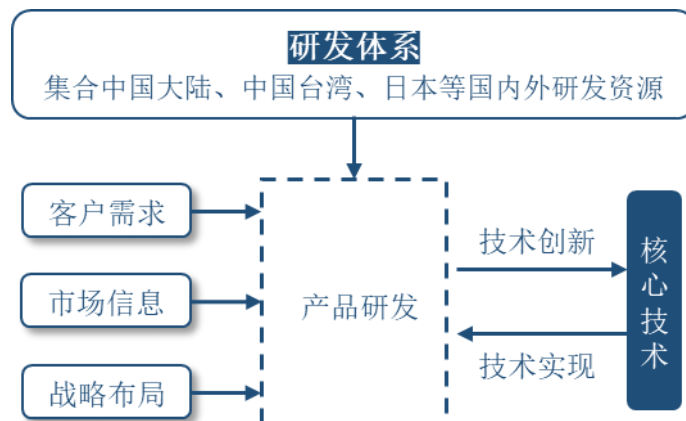 研发体系
集合中国大陆、中国台湾、日本等国内外研发资源
客户需求
市场信息
战略布局
产品研发
技术创新
技术实现
核心技术